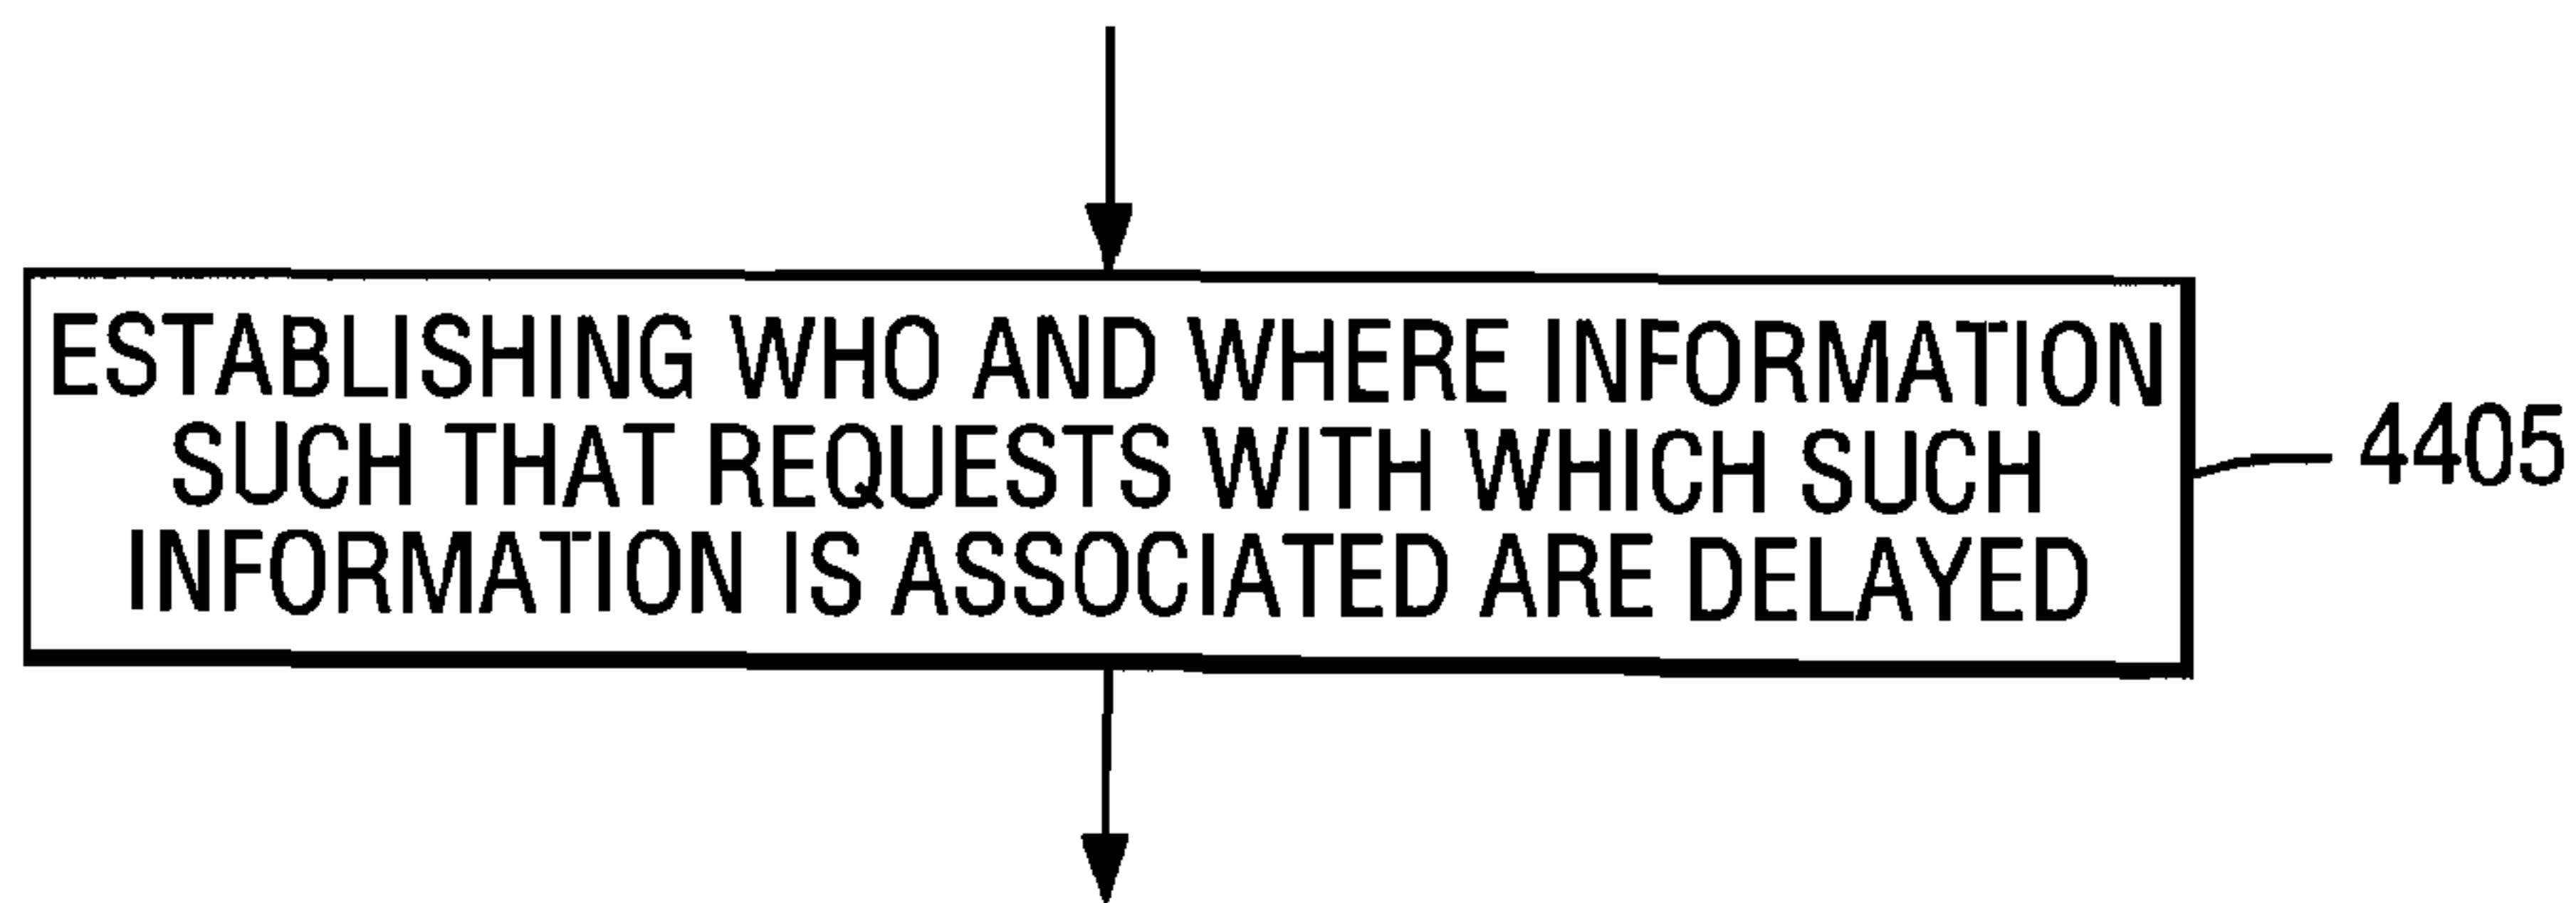 ESTABLISHING WHO AND WHERE INFORMATION
SUCH THAT REQUESTS WITH WHICH SUCH
INFORMATION IS ASSOCIATED ARE DELAYED
4405